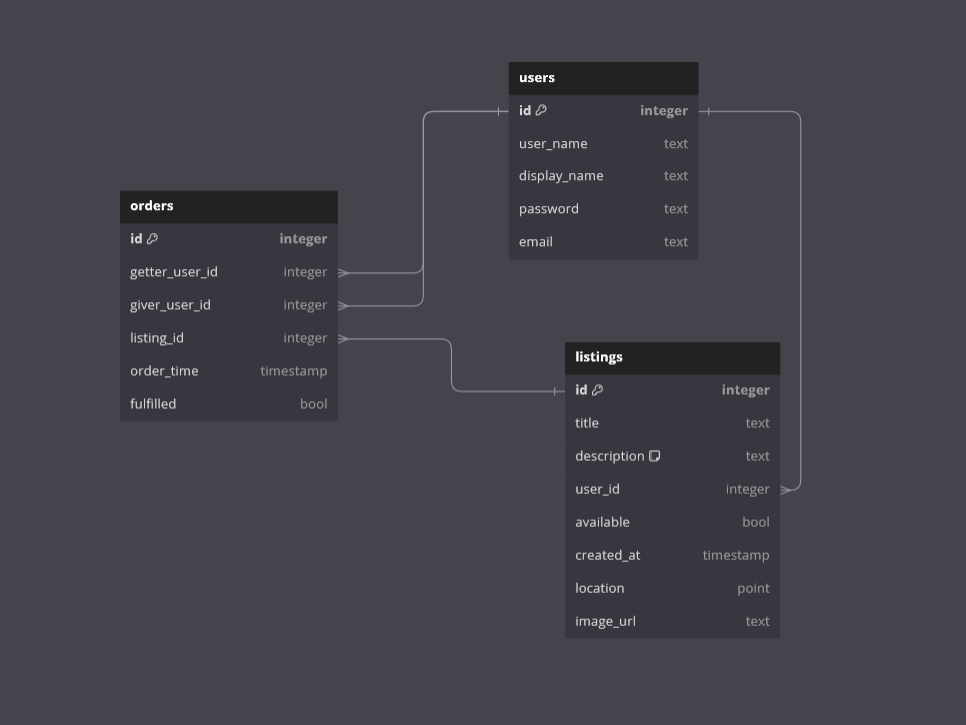 users
id integer
user_name text
display_name text
password text
email text
orders
id integer
getter_user_id integer
giver_user_id integer
listing_id integer
order_time timestamp
fulfilled bool
listings
id integer
title text
description text
user_id integer
available bool
created_at timestamp
location point
image_url text